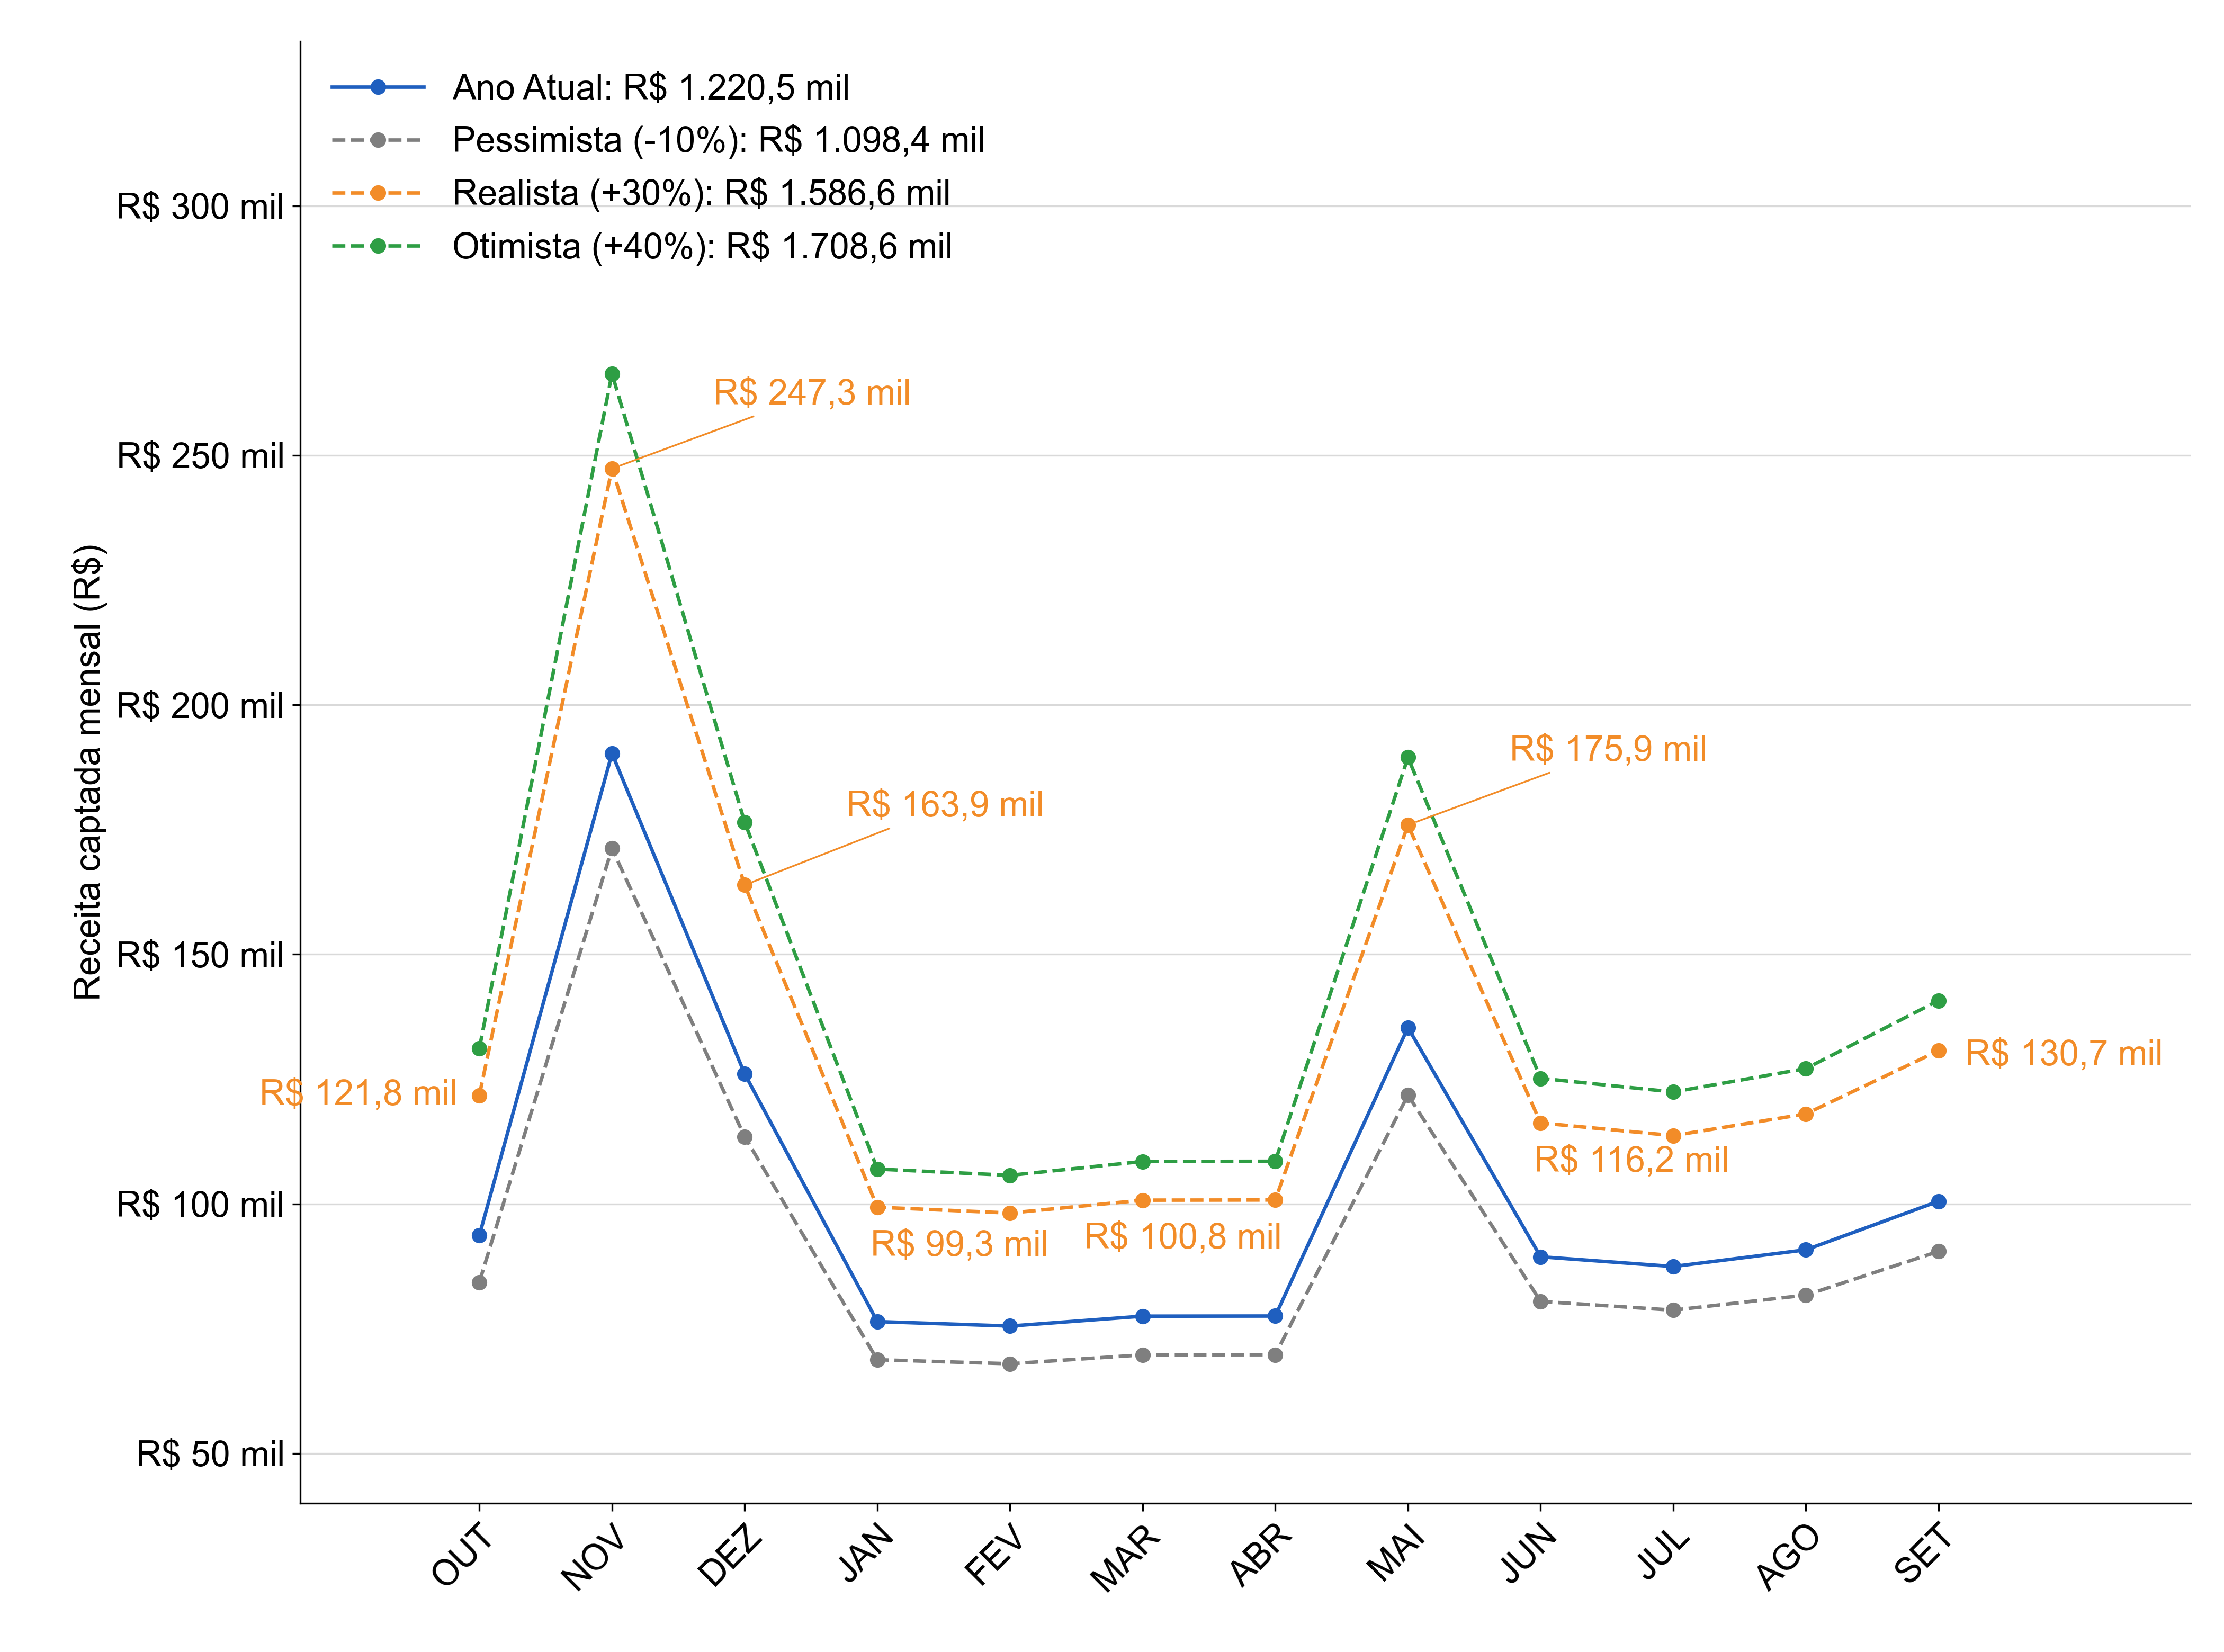 Ano Atual: R$ 1.220,5 mil
Pessimista (-10%): R$ 1.098,4 mil
Realista (+30%): R$ 1.586,6 mil
Otimista (+40%): R$ 1.708,6 mil
Receita captada mensal (R$)
R$ 300 mil
R$ 250 mil
R$ 200 mil
R$ 150 mil
R$ 100 mil
R$ 50 mil
R$ 121,8 mil
R$ 247,3 mil
R$ 163,9 mil
R$ 99,3 mil
R$ 100,8 mil
R$ 175,9 mil
R$ 116,2 mil
R$ 130,7 mil
OUT
NOV
DEZ
JAN
FEV
MAR
ABR
MAI
JUN
JUL
AGO
SET